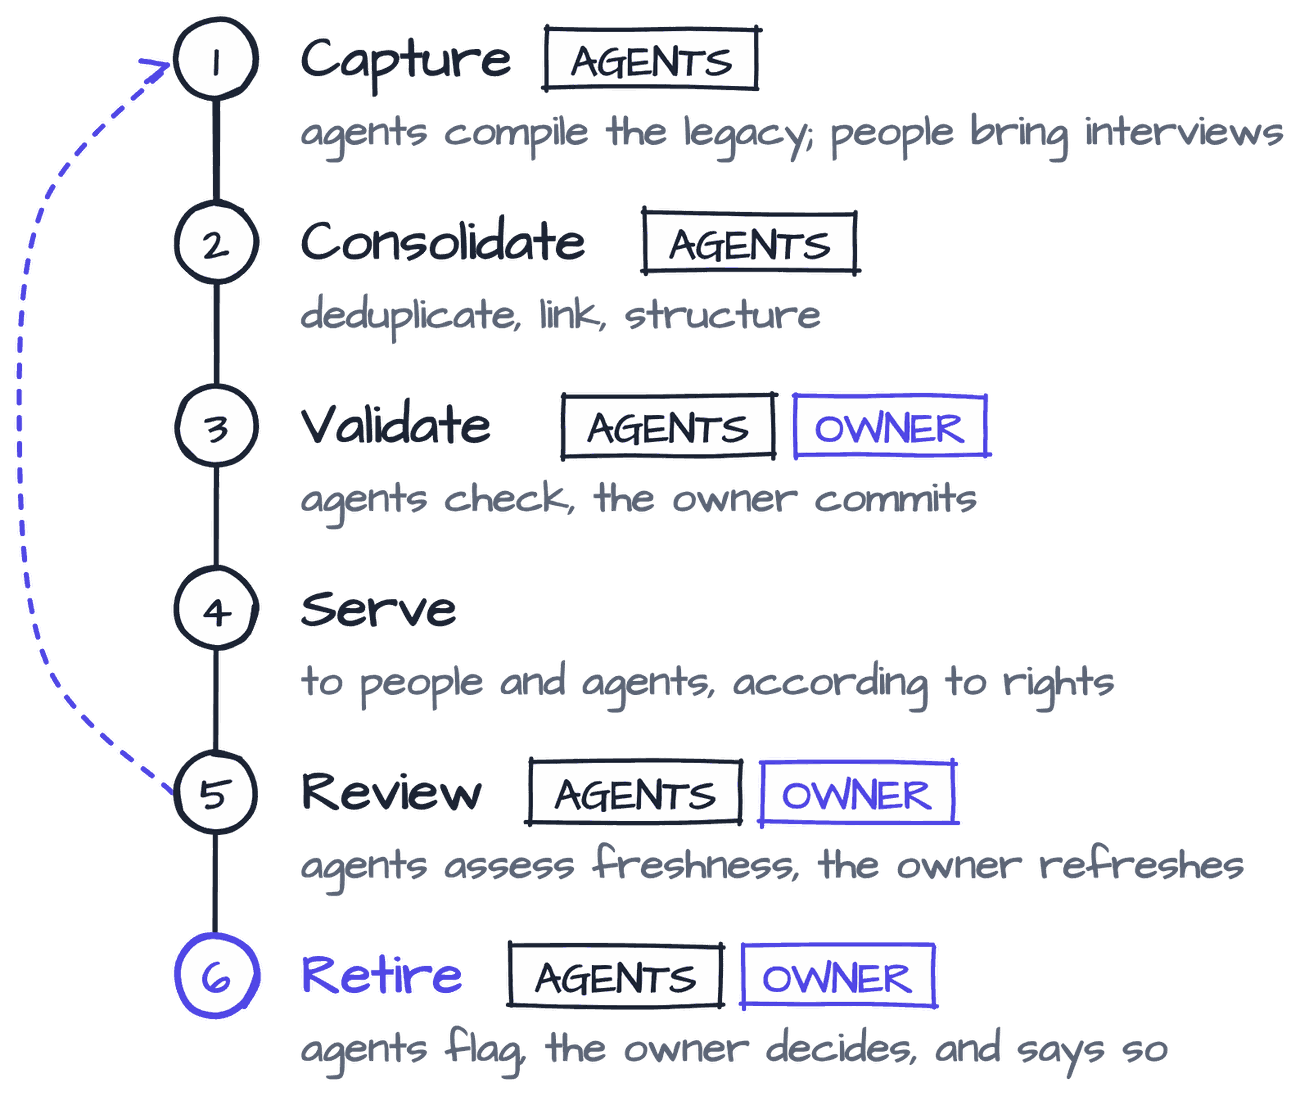 1 Capture AGENTS
agents compile the legacy; people bring interviews
2 Consolidate AGENTS
deduplicate, link, structure
3 Validate AGENTS OWNER
agents check, the owner commits
4 Serve
to people and agents, according to rights
5 Review AGENTS OWNER
agents assess freshness, the owner refreshes
6 Retire AGENTS OWNER
agents flag, the owner decides, and says so